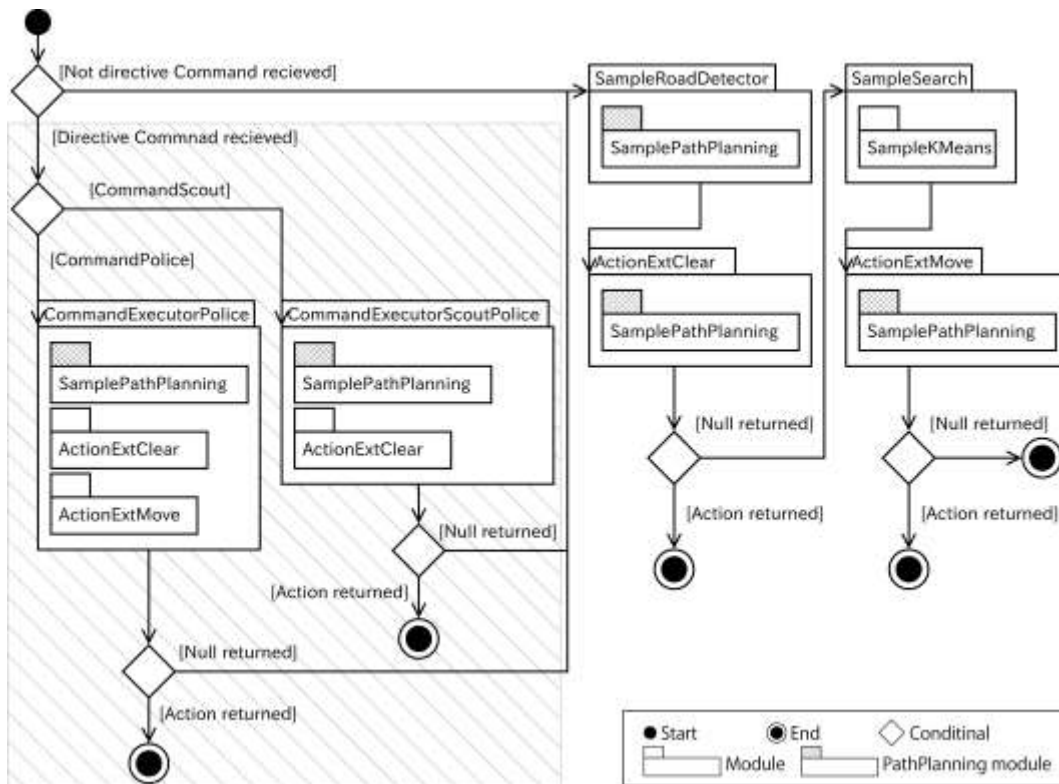 [Not directive Command recieved]
[Directive Commnad recieved]
[CommandScout]
[CommandPolice]
CommandExecutorPolice
SamplePathPlanning
ActionExtClear
ActionExtMove
CommandExecutorScoutPolice
SamplePathPlanning
ActionExtClear
[Null returned]
[Action returned]
[Null returned]
[Action returned]
SampleRoadDetector
SamplePathPlanning
ActionExtClear
SamplePathPlanning
[Null returned]
[Action returned]
SampleSearch
SampleKMeans
ActionExtMove
SamplePathPlanning
[Null returned]
[Action returned]
Start
End
Conditinal
Module
PathPlanning module